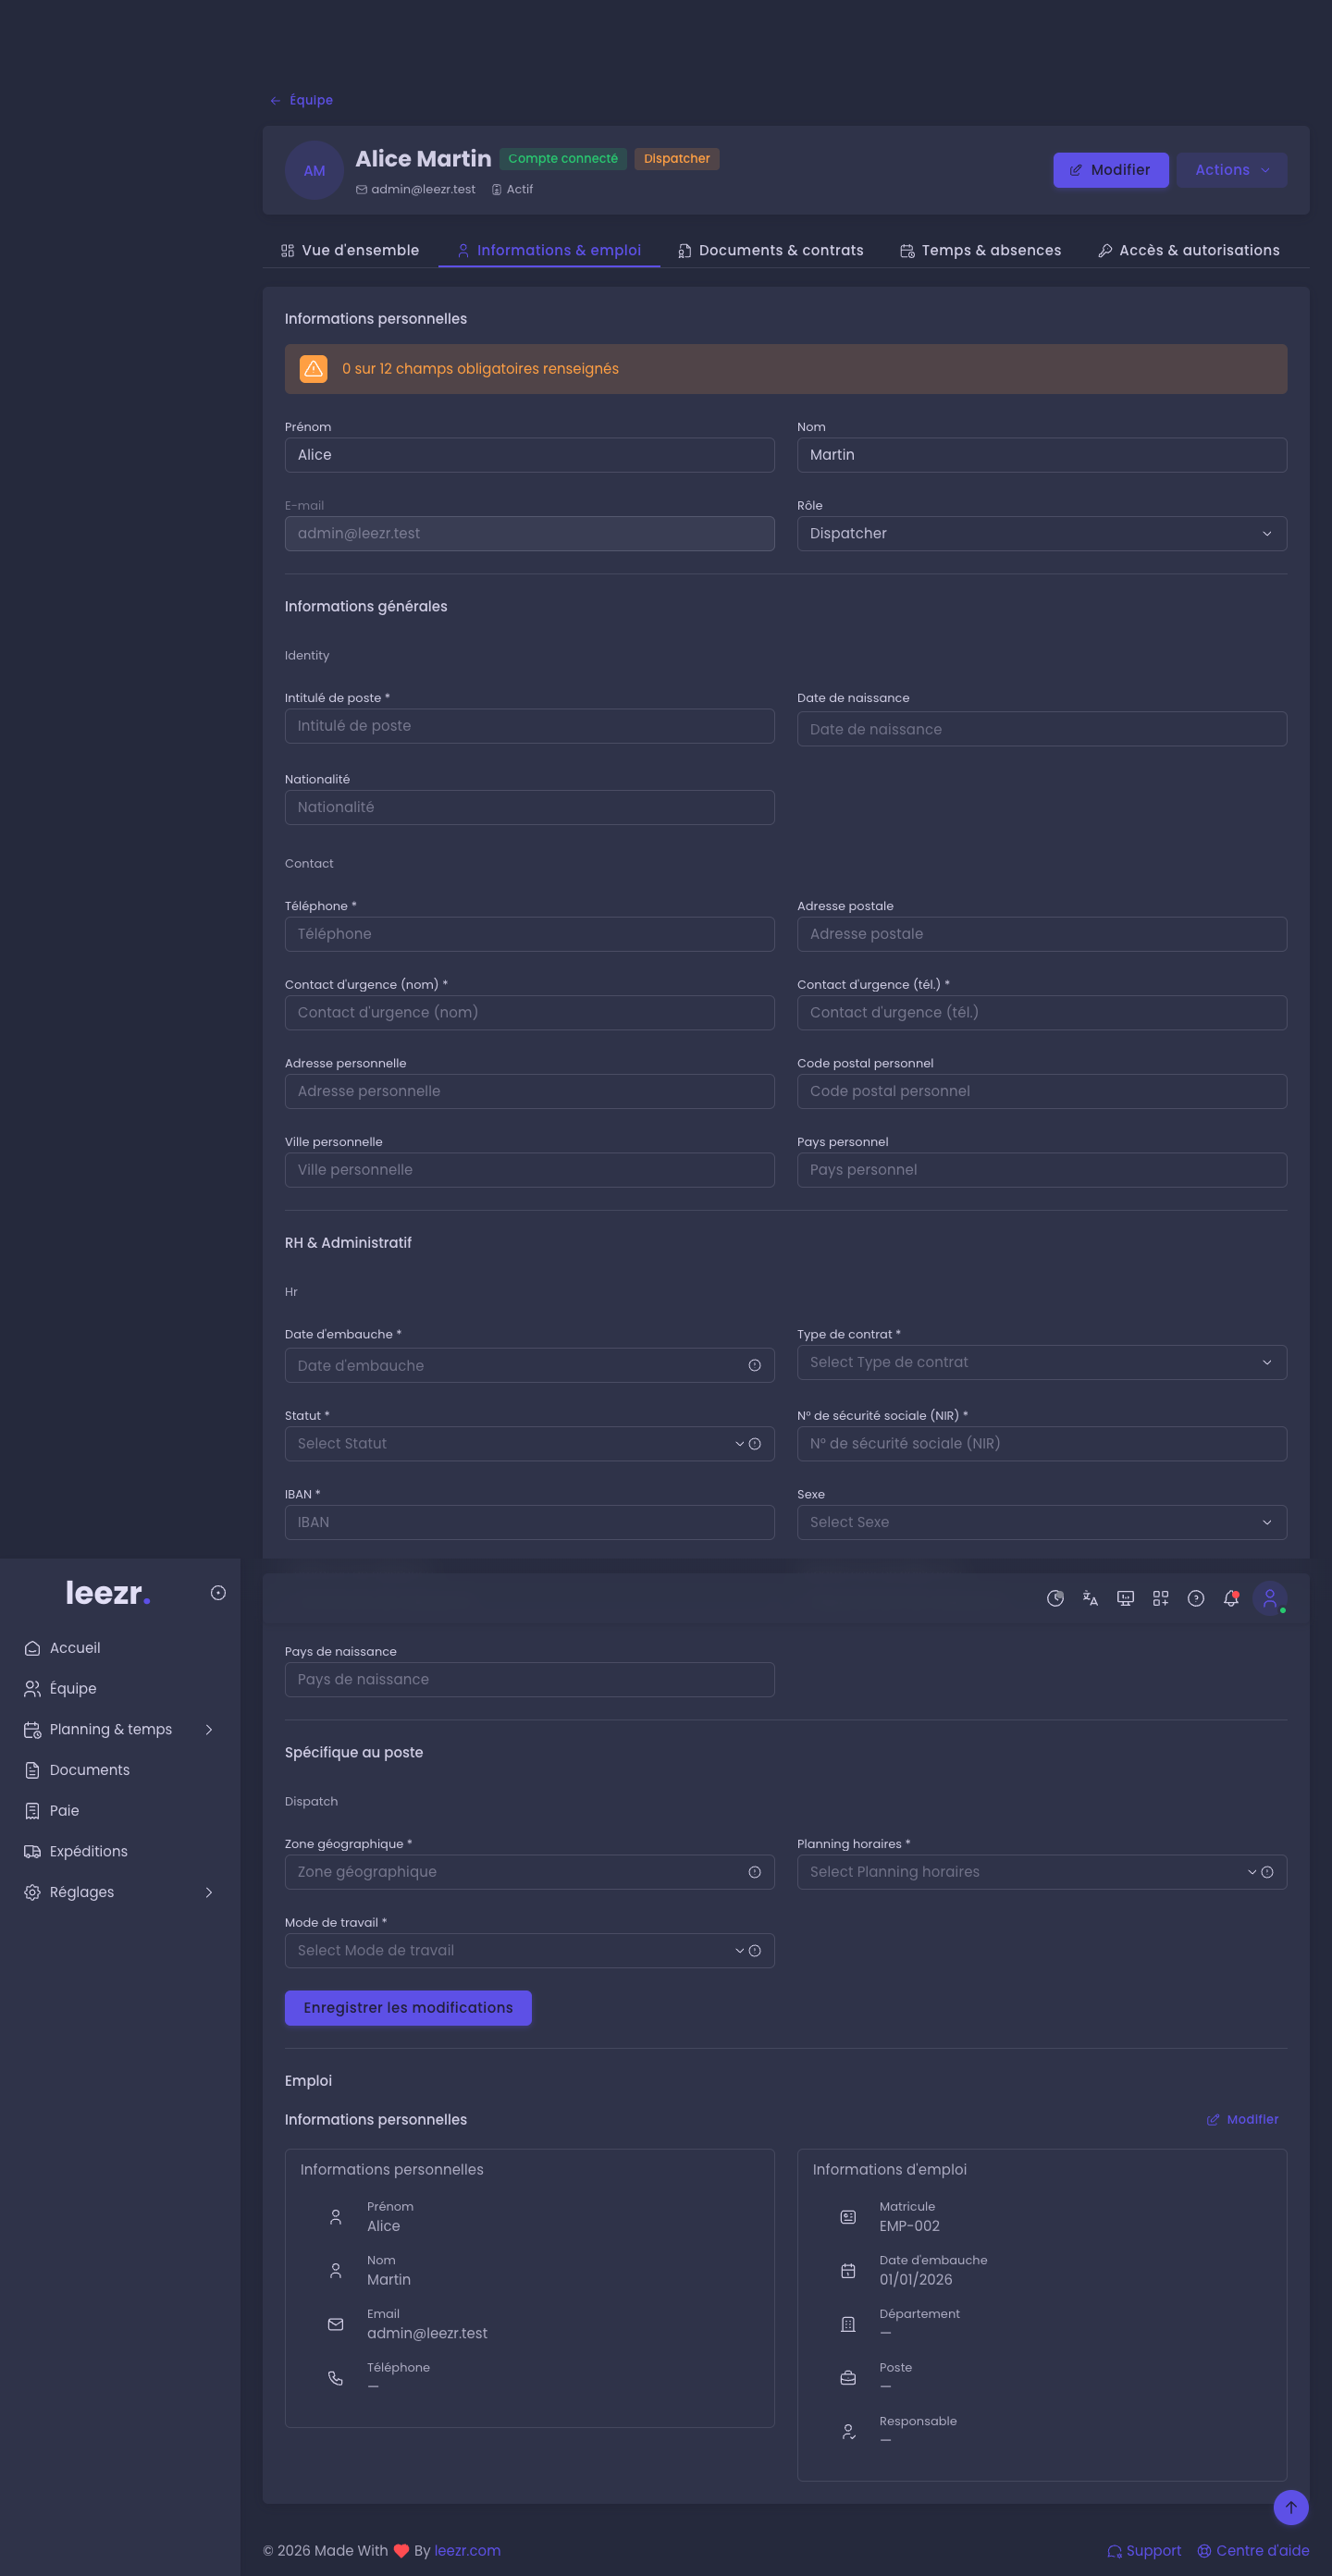 Équipe
AM
Alice Martin Compte connecté Dispatcher
admin@leezr.test Actif
Modifier Actions
Vue d'ensemble Informations & emploi Documents & contrats Temps & absences Accès & autorisations
Informations personnelles
0 sur 12 champs obligatoires renseignés
Prénom Nom
Alice Martin
E-mail Rôle
admin@leezr.test Dispatcher
Informations générales
Identity
Intitulé de poste * Date de naissance
Intitulé de poste Date de naissance
Nationalité
Nationalité
Contact
Téléphone * Adresse postale
Téléphone Adresse postale
Contact d'urgence (nom) * Contact d'urgence (tél.) *
Contact d'urgence (nom) Contact d'urgence (tél.)
Adresse personnelle Code postal personnel
Adresse personnelle Code postal personnel
Ville personnelle Pays personnel
Ville personnelle Pays personnel
RH & Administratif
Hr
Date d'embauche * Type de contrat *
Date d'embauche Select Type de contrat
Statut * N° de sécurité sociale (NIR) *
Select Statut N° de sécurité sociale (NIR)
IBAN * Sexe
IBAN Select Sexe
leezr.
Accueil
Équipe
Planning & temps
Documents
Paie
Expéditions
Réglages
Pays de naissance
Pays de naissance
Spécifique au poste
Dispatch
Zone géographique * Planning horaires *
Zone géographique Select Planning horaires
Mode de travail *
Select Mode de travail
Enregistrer les modifications
Emploi
Informations personnelles Modifier
Informations personnelles
Prénom
Alice
Nom
Martin
Email
admin@leezr.test
Téléphone
—
Informations d'emploi
Matricule
EMP-002
Date d'embauche
01/01/2026
Département
—
Poste
—
Responsable
—
© 2026 Made With By leezr.com Support Centre d'aide